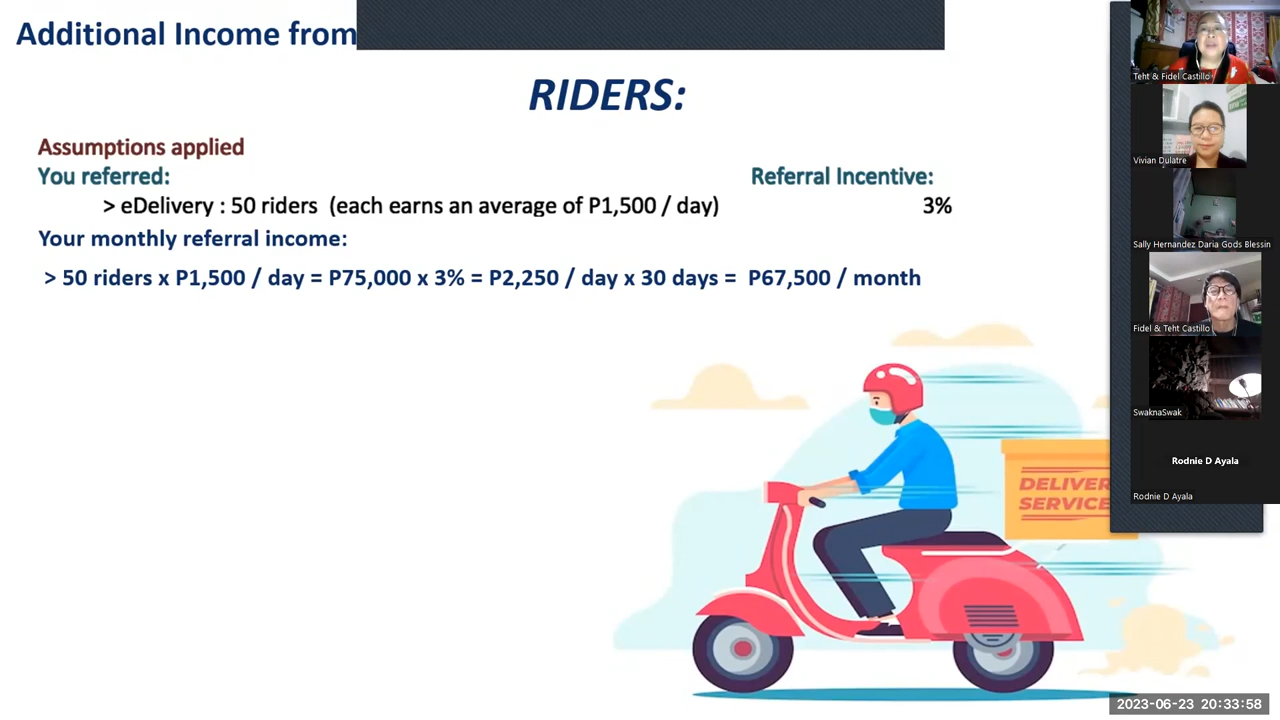 Additional Income from
RIDERS:
Assumptions applied
You referred:
Referral Incentive:
> eDelivery : 50 riders (each earns an average of P1,500 / day)
3%
Your monthly referral income:
> 50 riders x P1,500 / day = P75,000 x 3% = P2,250 / day x 30 days = P67,500 / month
DELIVER
SERVICE
Teht & Fidel Castillo
Vivian Dulatre
Sally Hernandez Daria Gods Blessin
Fidel & Teht Castillo
SwaknaSwak
Rodnie D Ayala
Rodnie D Ayala
2023-06-23 20:33:58